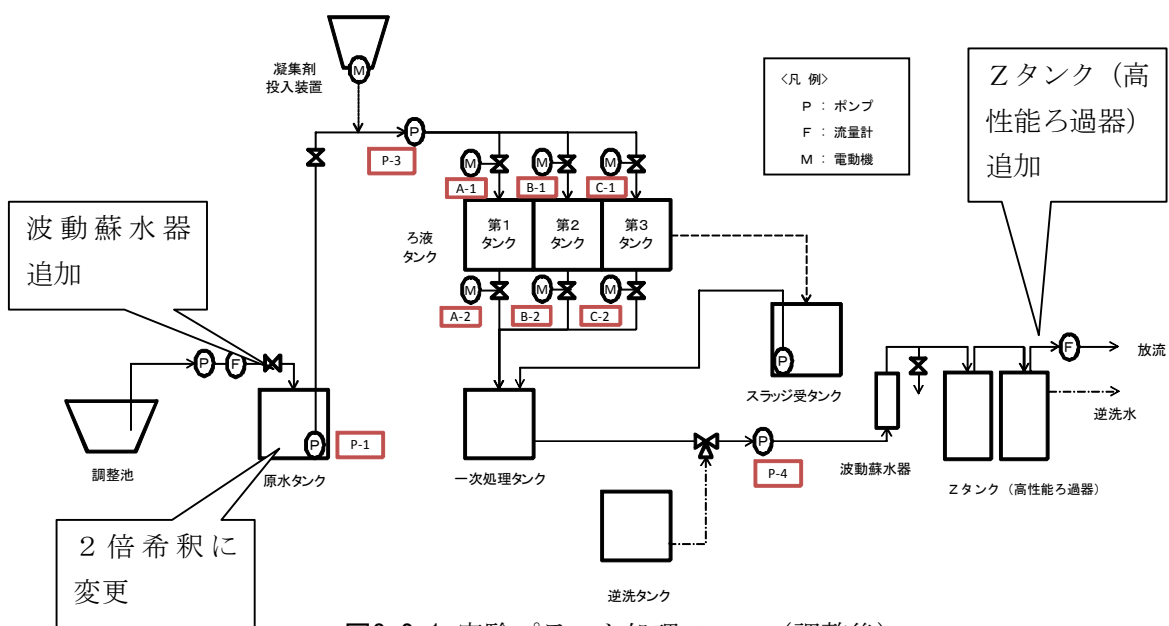 凝集剤
投入装置
M
P
P-3
<凡 例>
P : ポンプ
F : 流量計
M : 電動機
Zタンク(高
性能ろ過器)
追加
波動蘇水器
追加
M
M
M
A-1
B-1
C-1
ろ液
タンク
第1
タンク
第2
タンク
第3
タンク
M
M
M
A-2
B-2
C-2
P
F
P
P-1
調整池
原水タンク
2倍希釈に
変更
一次処理タンク
P
スラッジ受タンク
P
P-4
波動蘇水器
F
放流
逆洗水
Zタンク(高性能ろ過器)
逆洗タンク